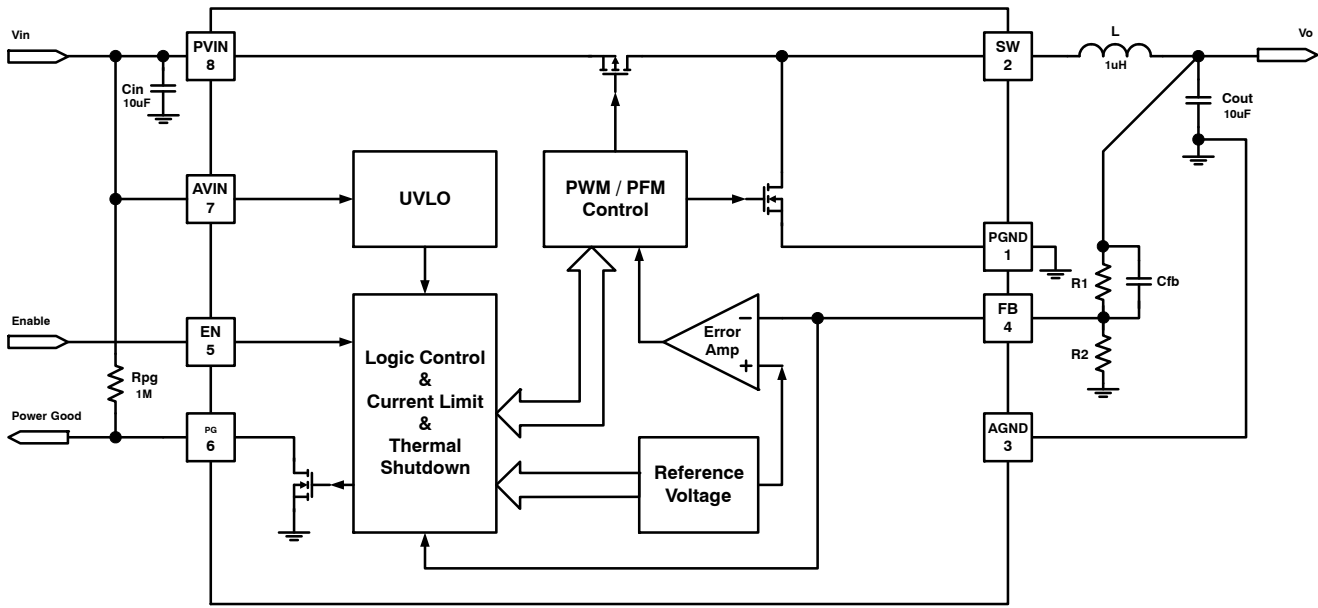 Vin
PVIN
8
Cin
10uF
SW
2
L
1uH
Vo
Cout
10uF
AVIN
7
UVLO
PWM / PFM
Control
PGND
1
R1
Cfb
Enable
EN
5
Logic Control
&
Current Limit
&
Thermal
Shutdown
Error
Amp
−
+
FB
4
R2
Rpg
1M
Power Good
PG
6
Reference
Voltage
AGND
3